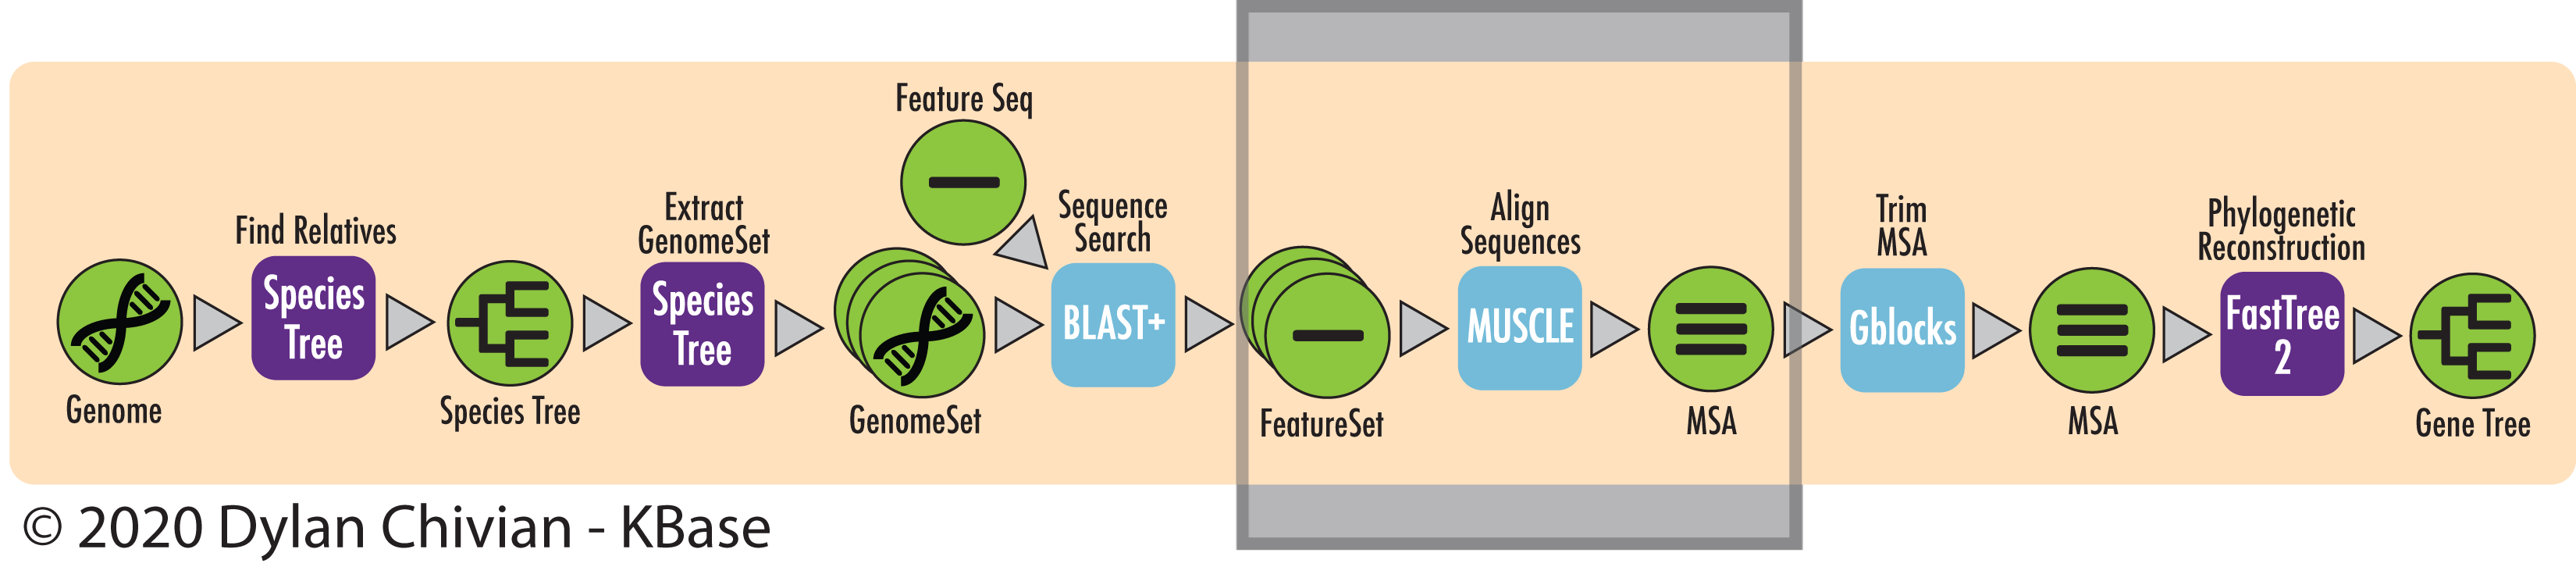 Genome
Find Relatives
Species
Tree
Species Tree
Extract
GenomeSet
Species
Tree
GenomeSet
Feature Seq
Sequence
Search
BLAST+
FeatureSet
Align
Sequences
MUSCLE
MSA
Trim
MSA
Gblocks
MSA
Phylogenetic
Reconstruction
FastTree
2
Gene Tree
© 2020 Dylan Chivian - KBase